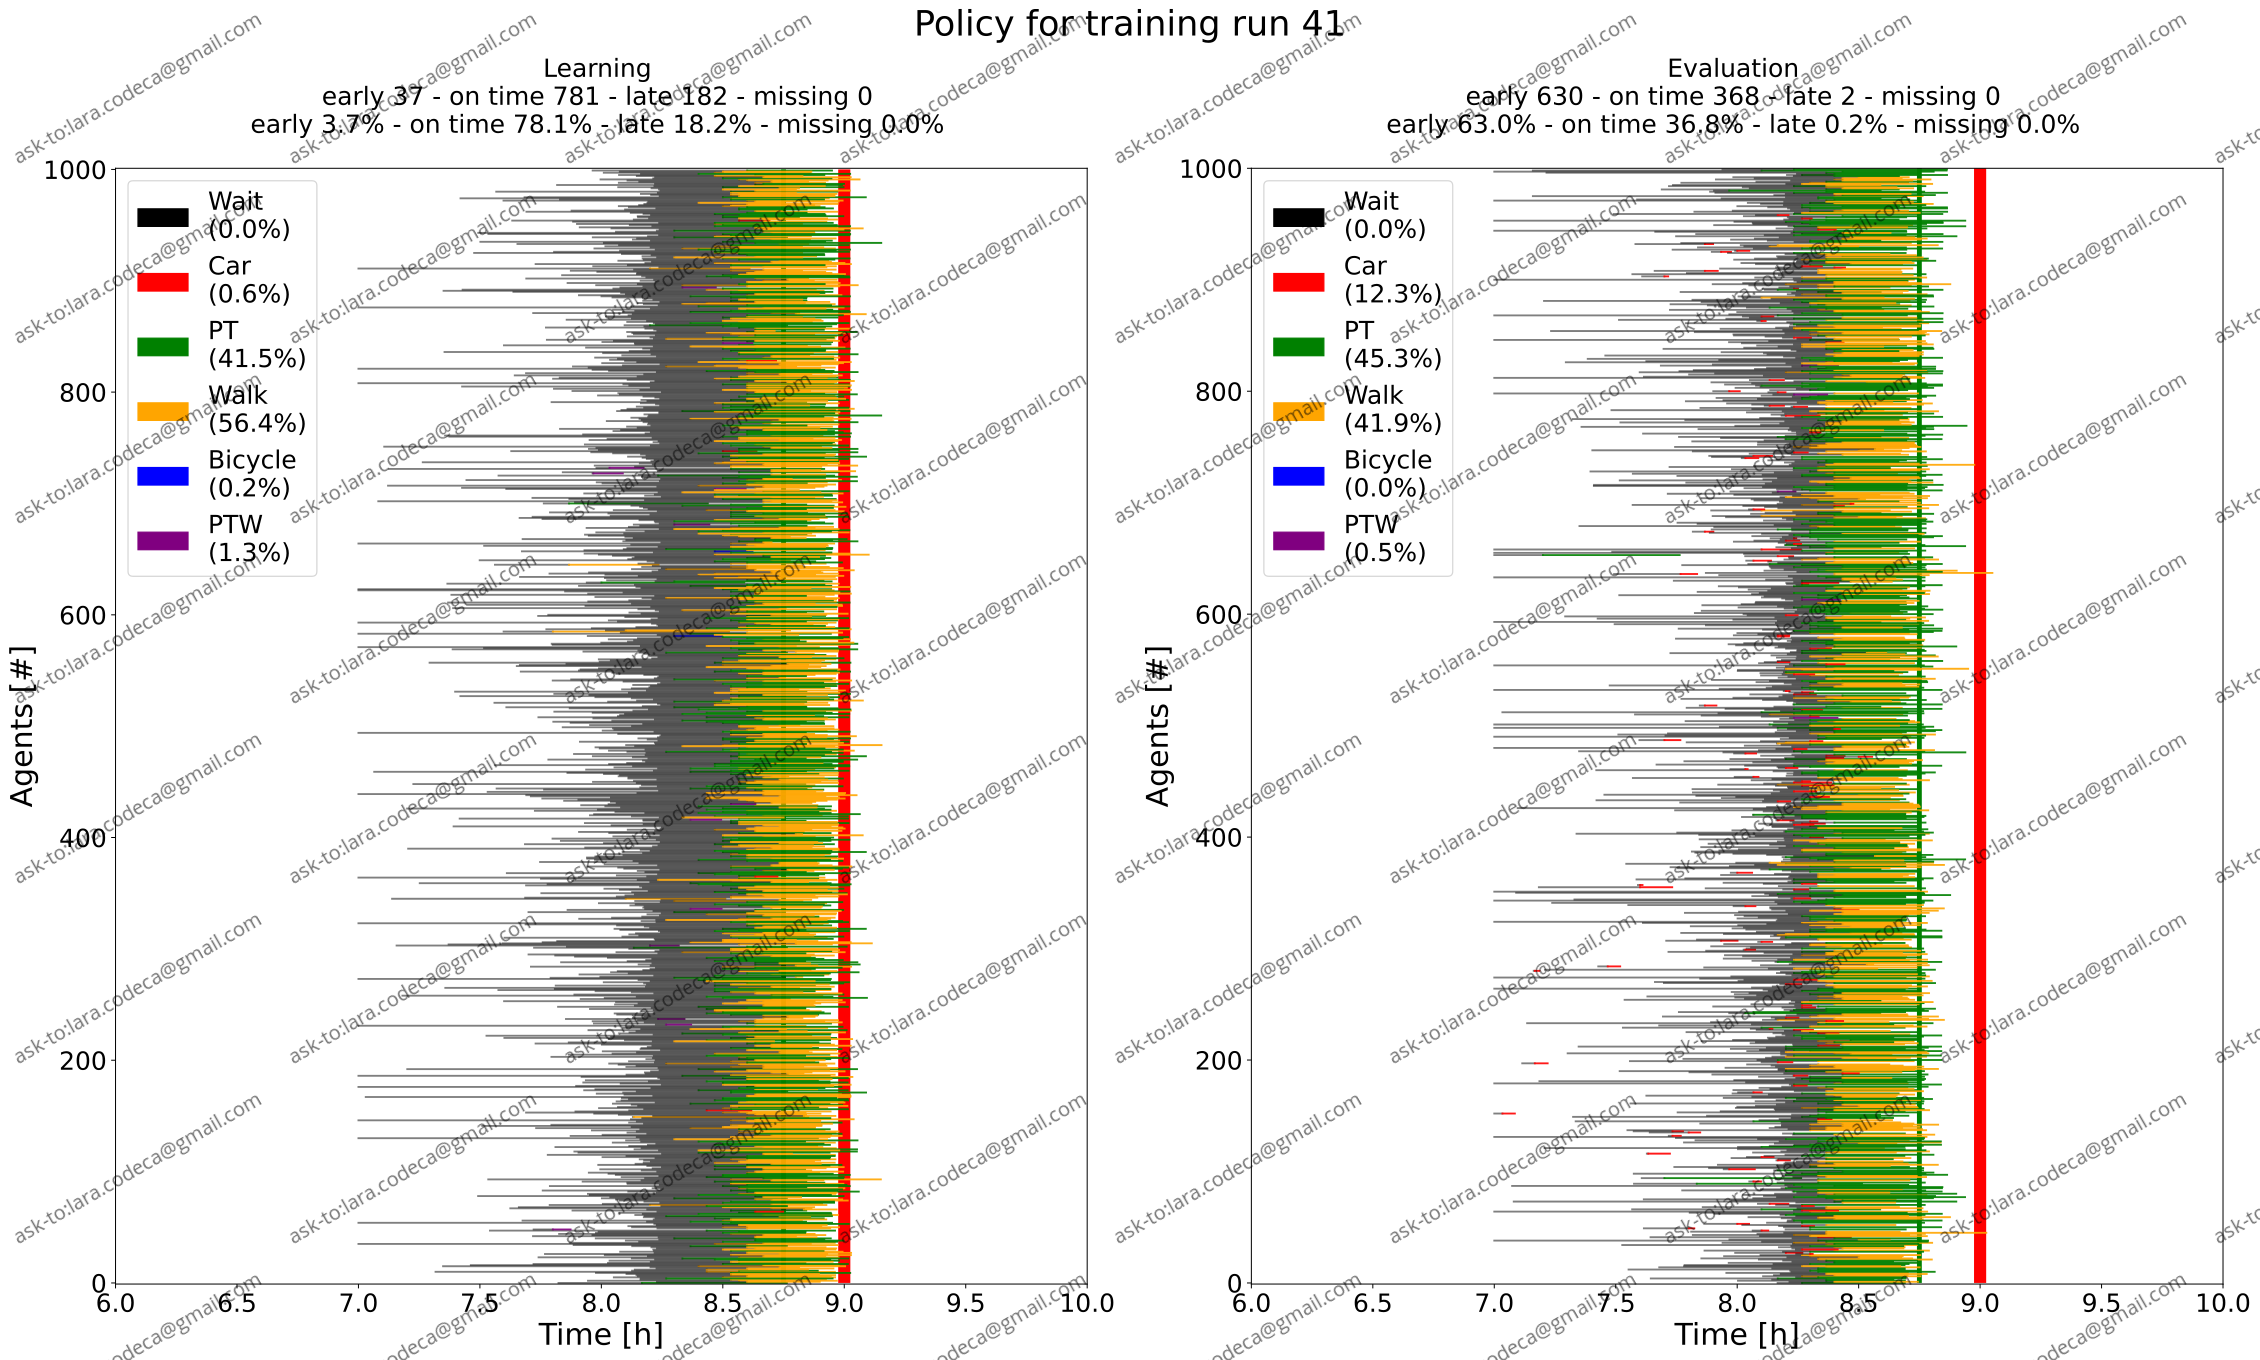 Policy for training run 41
Learning
early 37 - on time 781 - late 182 - missing 0
early 3.7% - on time 78.1% - late 18.2% - missing 0.0%
Agents [#]
1000
800
600
400
200
0
Wait
(0.0%)
Car
(0.6%)
PT
(41.5%)
Walk
(56.4%)
Bicycle
(0.2%)
PTW
(1.3%)
6.0 6.5 7.0 7.5 8.0 8.5 9.0 9.5 10.0
Time [h]
Evaluation
early 630 - on time 368 - late 2 - missing 0
early 63.0% - on time 36.8% - late 0.2% - missing 0.0%
Agents [#]
1000
800
600
400
200
0
Wait
(0.0%)
Car
(12.3%)
PT
(45.3%)
Walk
(41.9%)
Bicycle
(0.0%)
PTW
(0.5%)
6.0 6.5 7.0 7.5 8.0 8.5 9.0 9.5 10.0
Time [h]
ask-to:lara.codeca@gmail.com